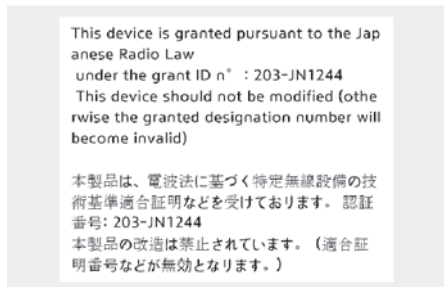 This device is granted pursuant to the Jap
anese Radio Law
under the grant ID n° : 203-JN1244
This device should not be modified (othe
rwise the granted designation number will
become invalid)
本製品は、電波法に基づく特定無線設備の技
術基準適合証明などを受けております。 認証
番号: 203-JN1244
本製品の改造は禁止されています。（適合証
明番号などが無効となります。）